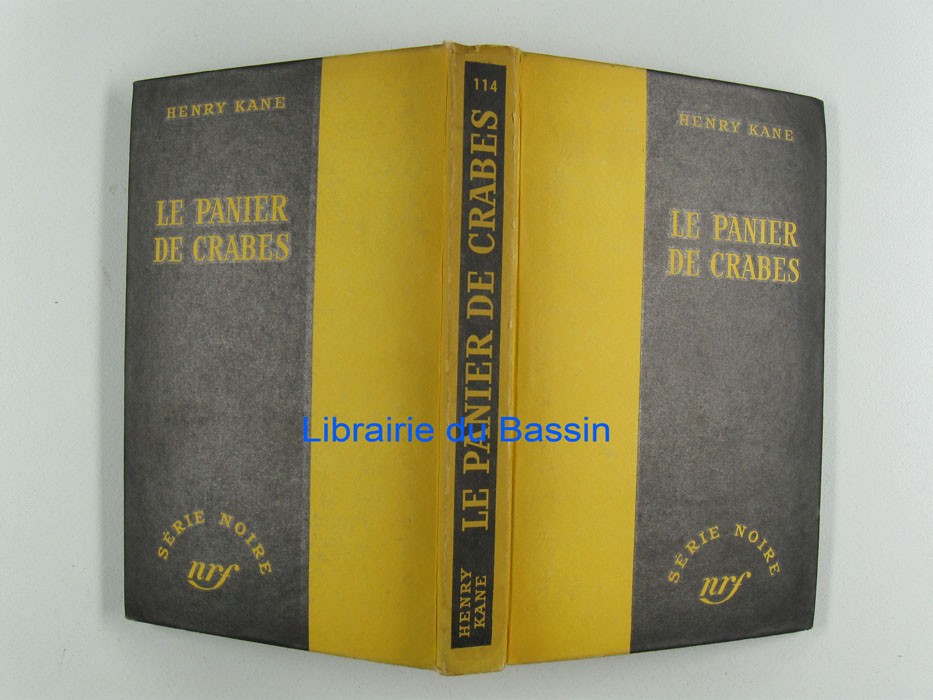 HENRY KANE
LE PANIER
DE CRABES
SÉRIE NOIRE
nrf
114
LE PANIER DE CRABES
HENRY
KANE
HENRY KANE
LE PANIER
DE CRABES
SÉRIE NOIRE
nrf
Librairie du Bassin